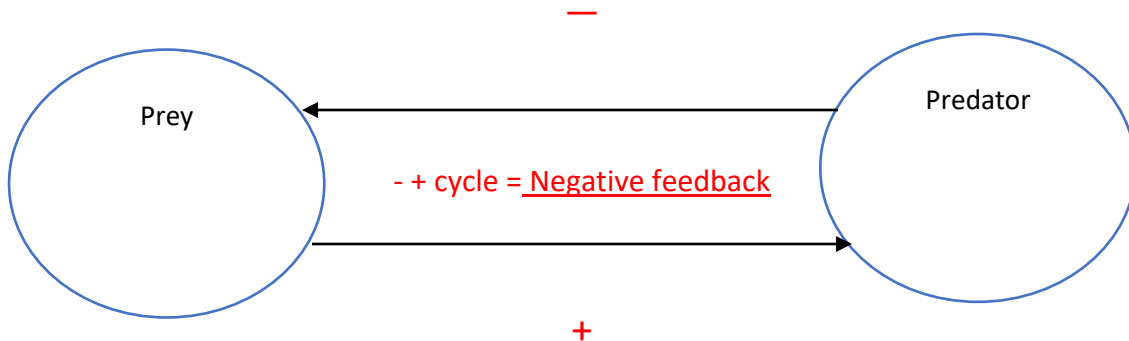 —
Prey
Predator
- + cycle = Negative feedback
+